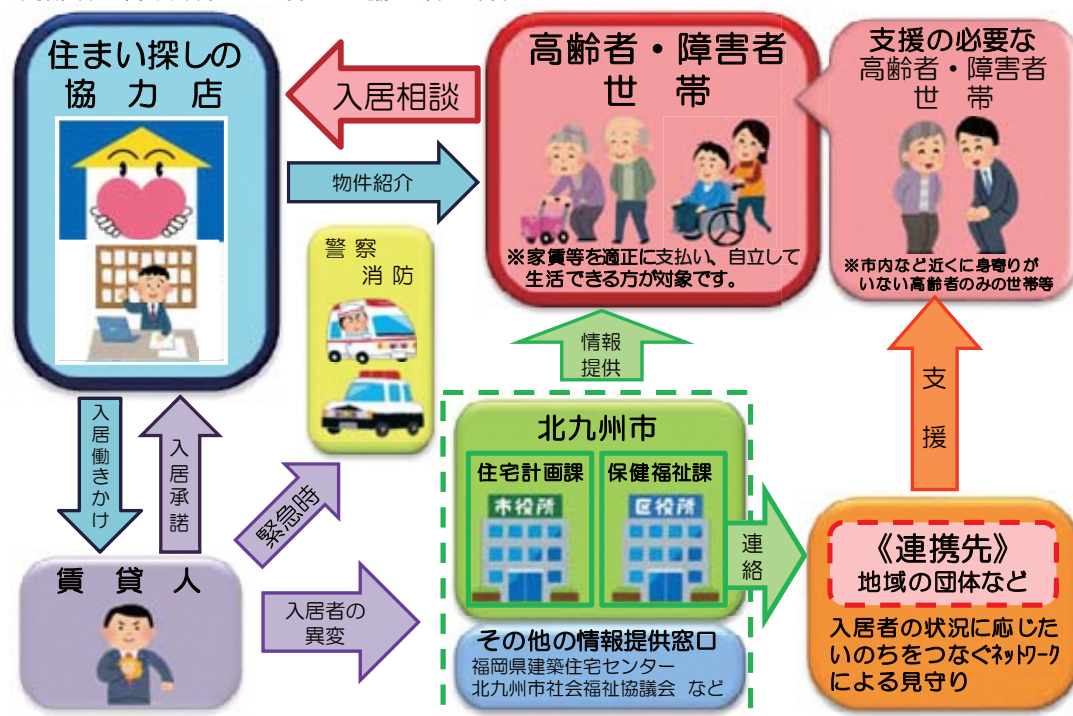 住まい探しの
協力店
入居相談
物件紹介
高齢者・障害者
世帯
※家賃等を適正に支払い、自立して
生活できる方が対象です。
支援の必要な
高齢者・障害者
世帯
※市内など近くに身寄りが
いない高齢者のみの世帯等
警察
消防
情報
提供
支援
入居働きかけ
入居承諾
緊急時
北九州市
住宅計画課
保健福祉課
市役所
区役所
連絡
賃貸人
入居者の
異変
その他の情報提供窓口
福岡県建築住宅センター
北九州市社会福祉協議会 など
《連携先》
地域の団体など
入居者の状況に応じた
いのちをつなぐネットワーク
による見守り